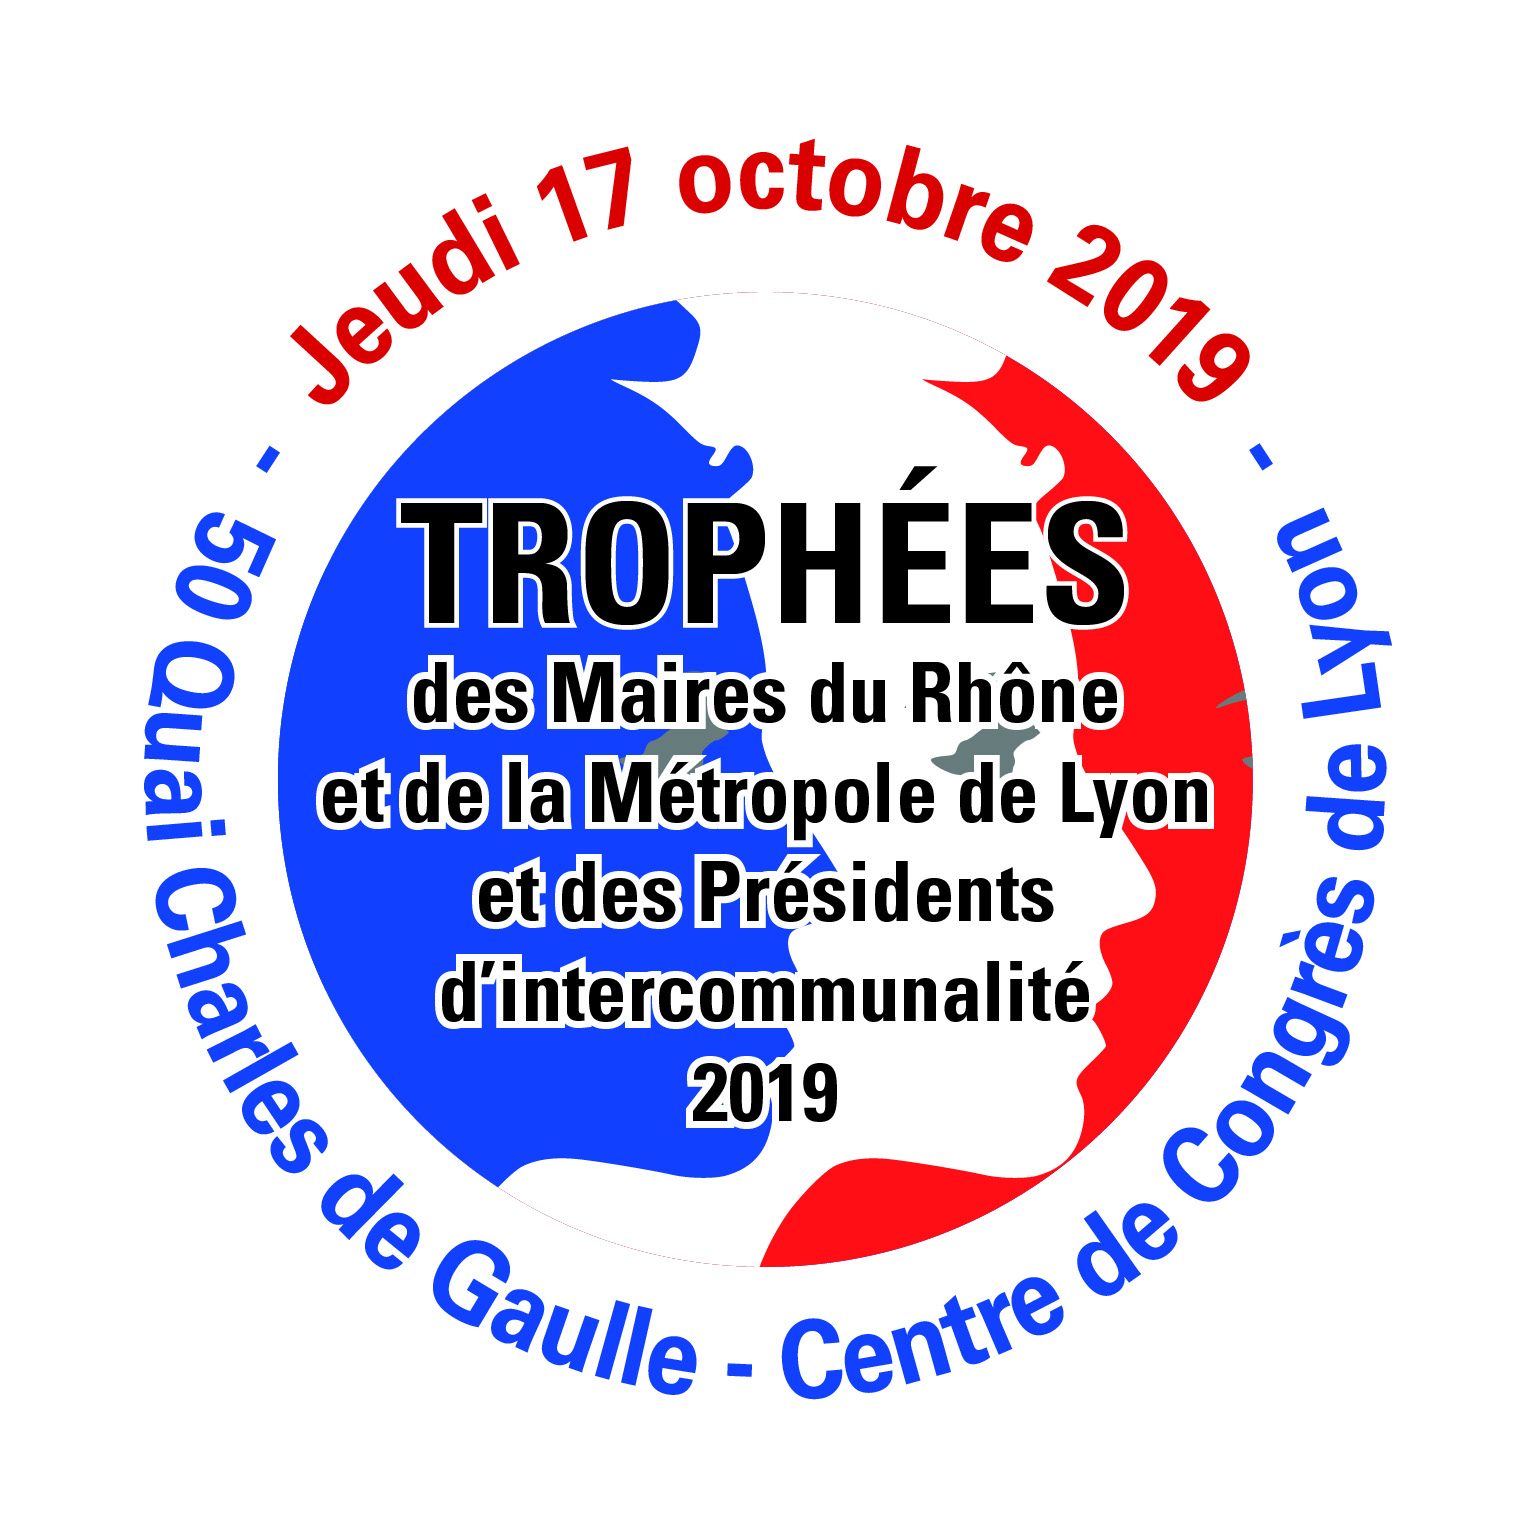 Jeudi 17 octobre 2019
- 50 Quai Charles de Gaulle - Centre de Congrès de Lyon -
TROPHÉES
des Maires du Rhône
et de la Métropole de Lyon
et des Présidents
d’intercommunalité
2019